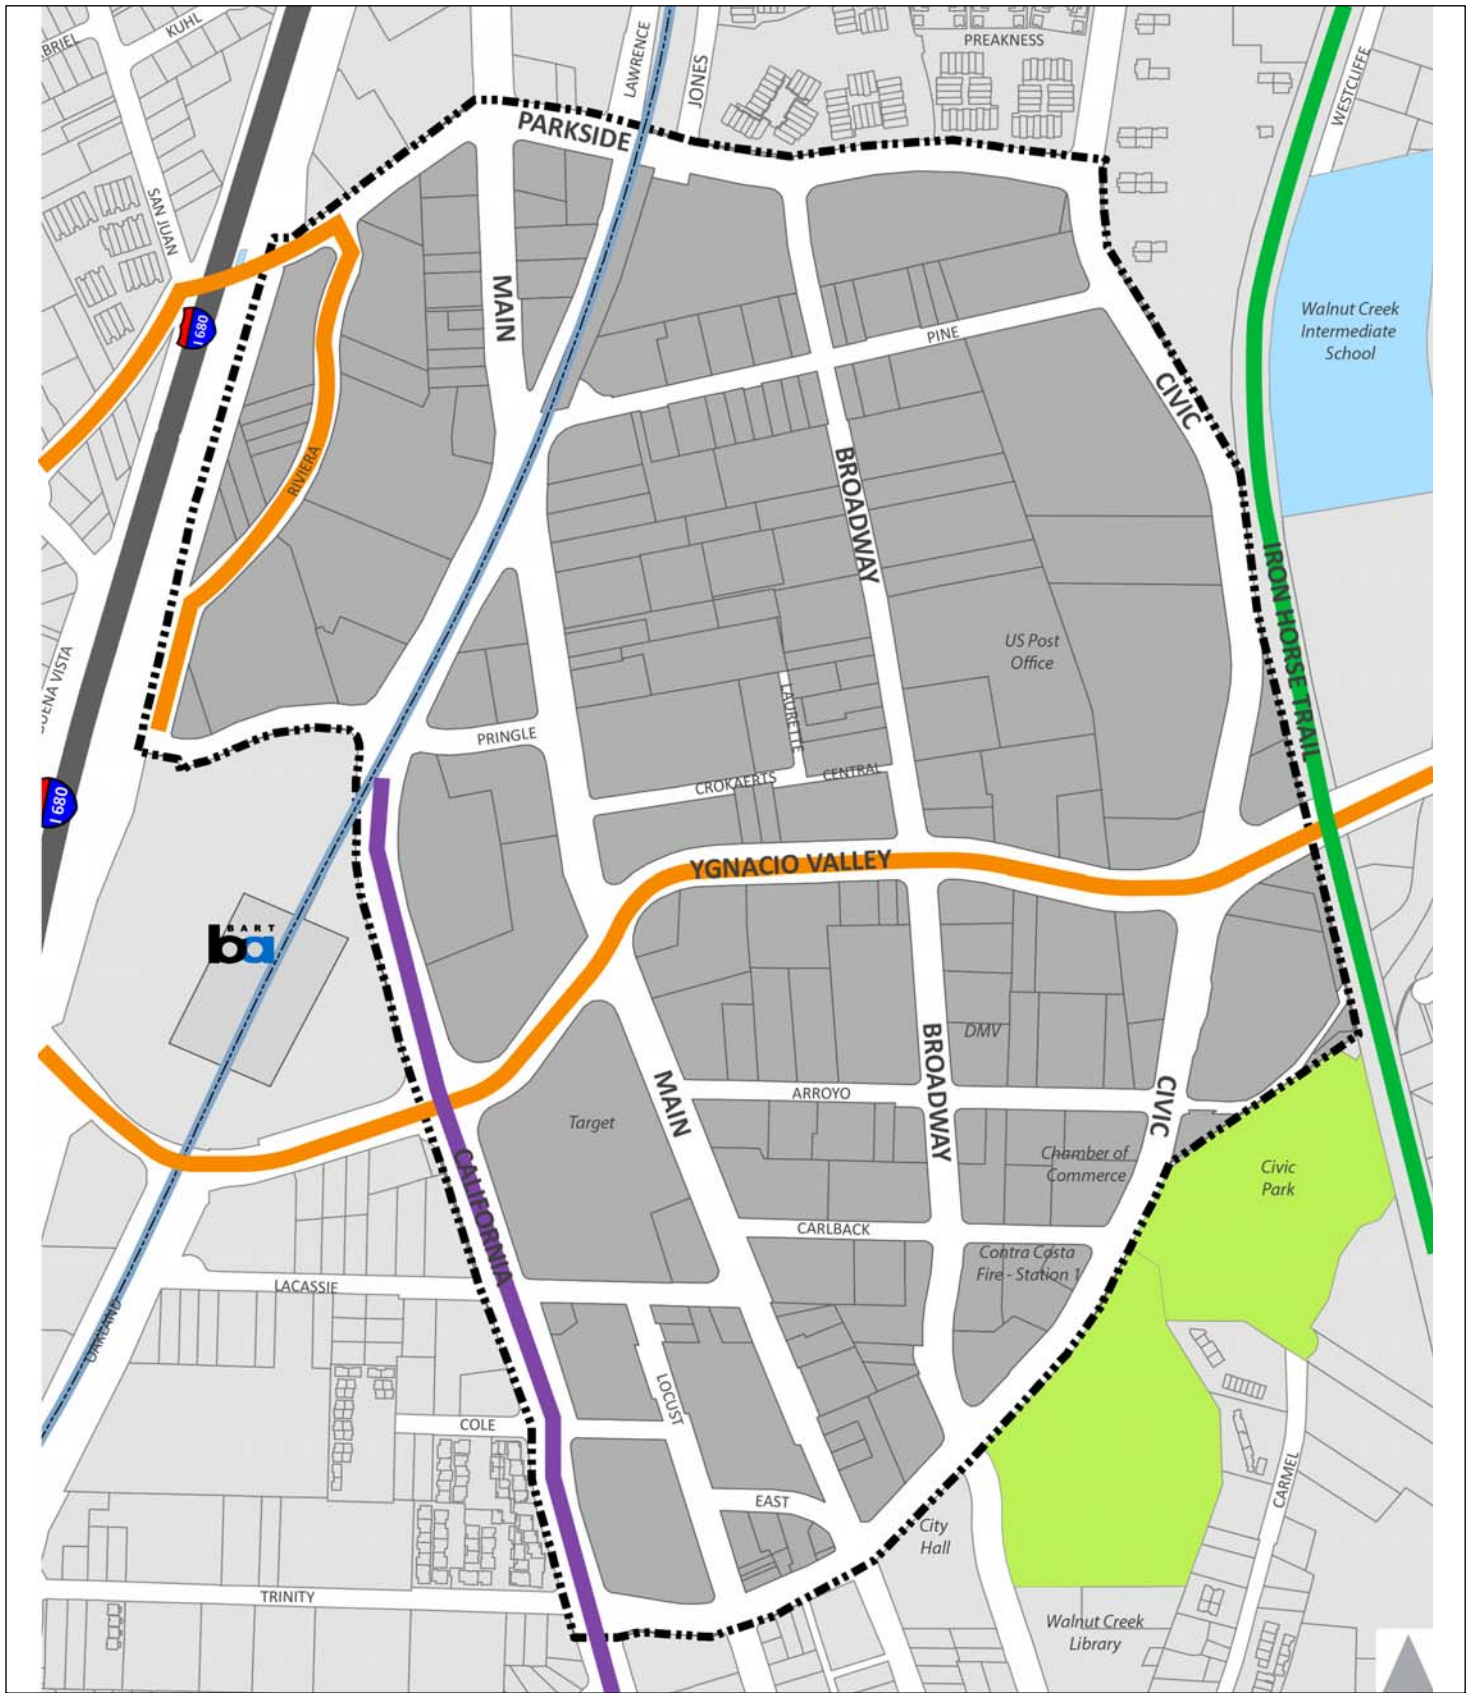 KUHL
LAWRENCE
JONES
PREAKNESS
WESTCLIFFE
PARKSIDE
SAN JUAN
MAIN
I 680
Walnut Creek
Intermediate
School
PINE
CIVIC
RIVIERA
BROADWAY
IRON HORSE TRAIL
US Post
Office
LAURETTE
PRINGLE
CROKAERTS
CENTRAL
I 680
YGNACIO VALLEY
BART
ba
DMV
BROADWAY
MAIN
ARROYO
CIVIC
Target
Chamber of
Commerce
Civic
Park
CALIFORNIA
CARLBACK
Contra Costa
Fire - Station 1
LACASSIE
OAKLAND
LOCUST
COLE
CARMEL
EAST
City
Hall
TRINITY
Walnut Creek
Library